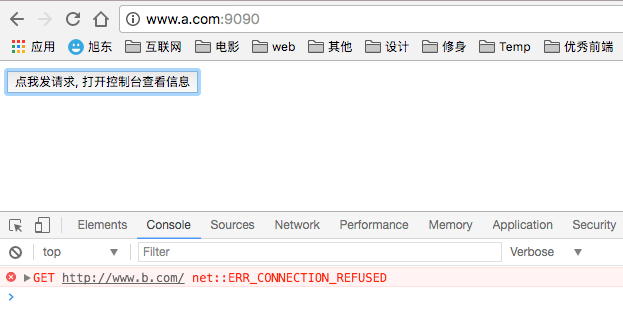 www.a.com:9090
应用 旭东 互联网 电影 web 其他 设计 修身 Temp 优秀前端
点我发请求, 打开控制台查看信息
Elements Console Sources Network Performance Memory Application Security
top Filter Verbose
GET http://www.b.com/ net::ERR_CONNECTION_REFUSED